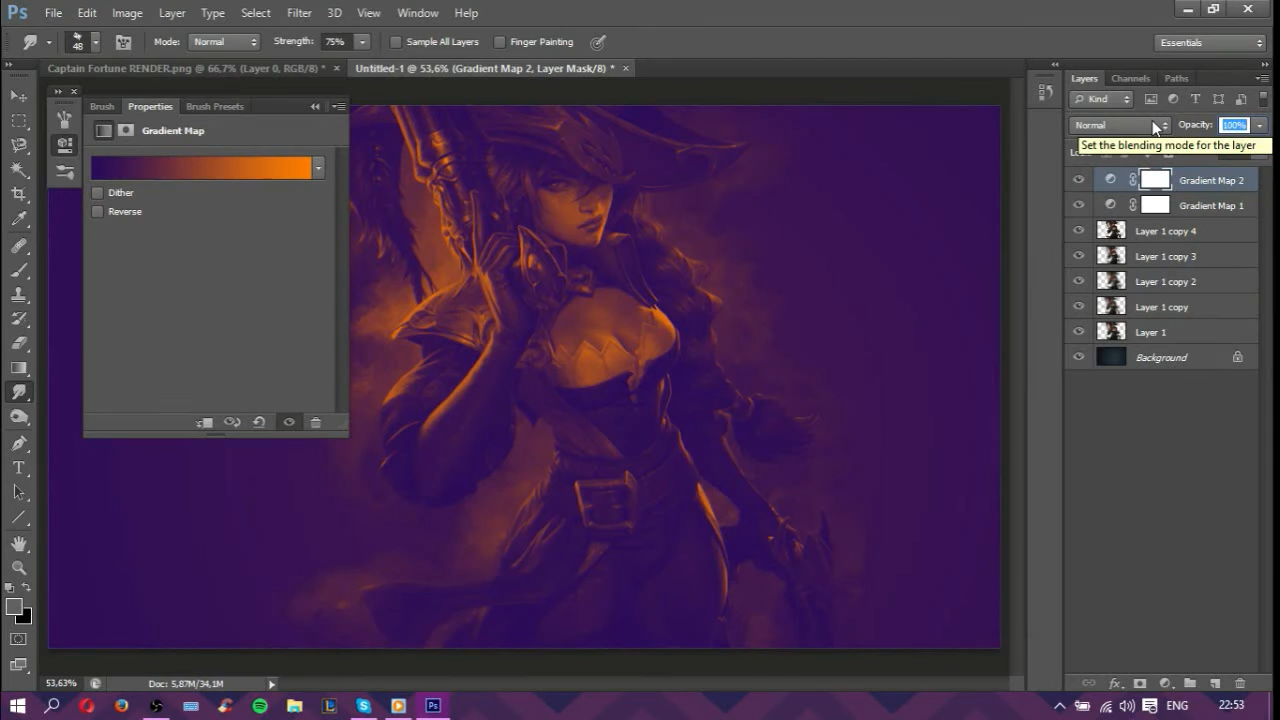 Ps File Edit Image Layer Type Select Filter 3D View Window Help
48 Mode: Normal Strength: 75% Sample All Layers Finger Painting Essentials
Captain Fortune RENDER.png @ 66,7% (Layer 0, RGB/8) * × Untitled-1 @ 53,6% (Gradient Map 2, Layer Mask/8) * ×
Layers Channels Paths
Brush Properties Brush Presets
Kind
Gradient Map
Normal Opacity: 100%
Set the blending mode for the layer
Dither
Reverse
Gradient Map 2
Gradient Map 1
Layer 1 copy 4
Layer 1 copy 3
Layer 1 copy 2
Layer 1 copy
Layer 1
Background
53,63% Doc: 5,87M/34,1M
fx
Ps ENG 22:53